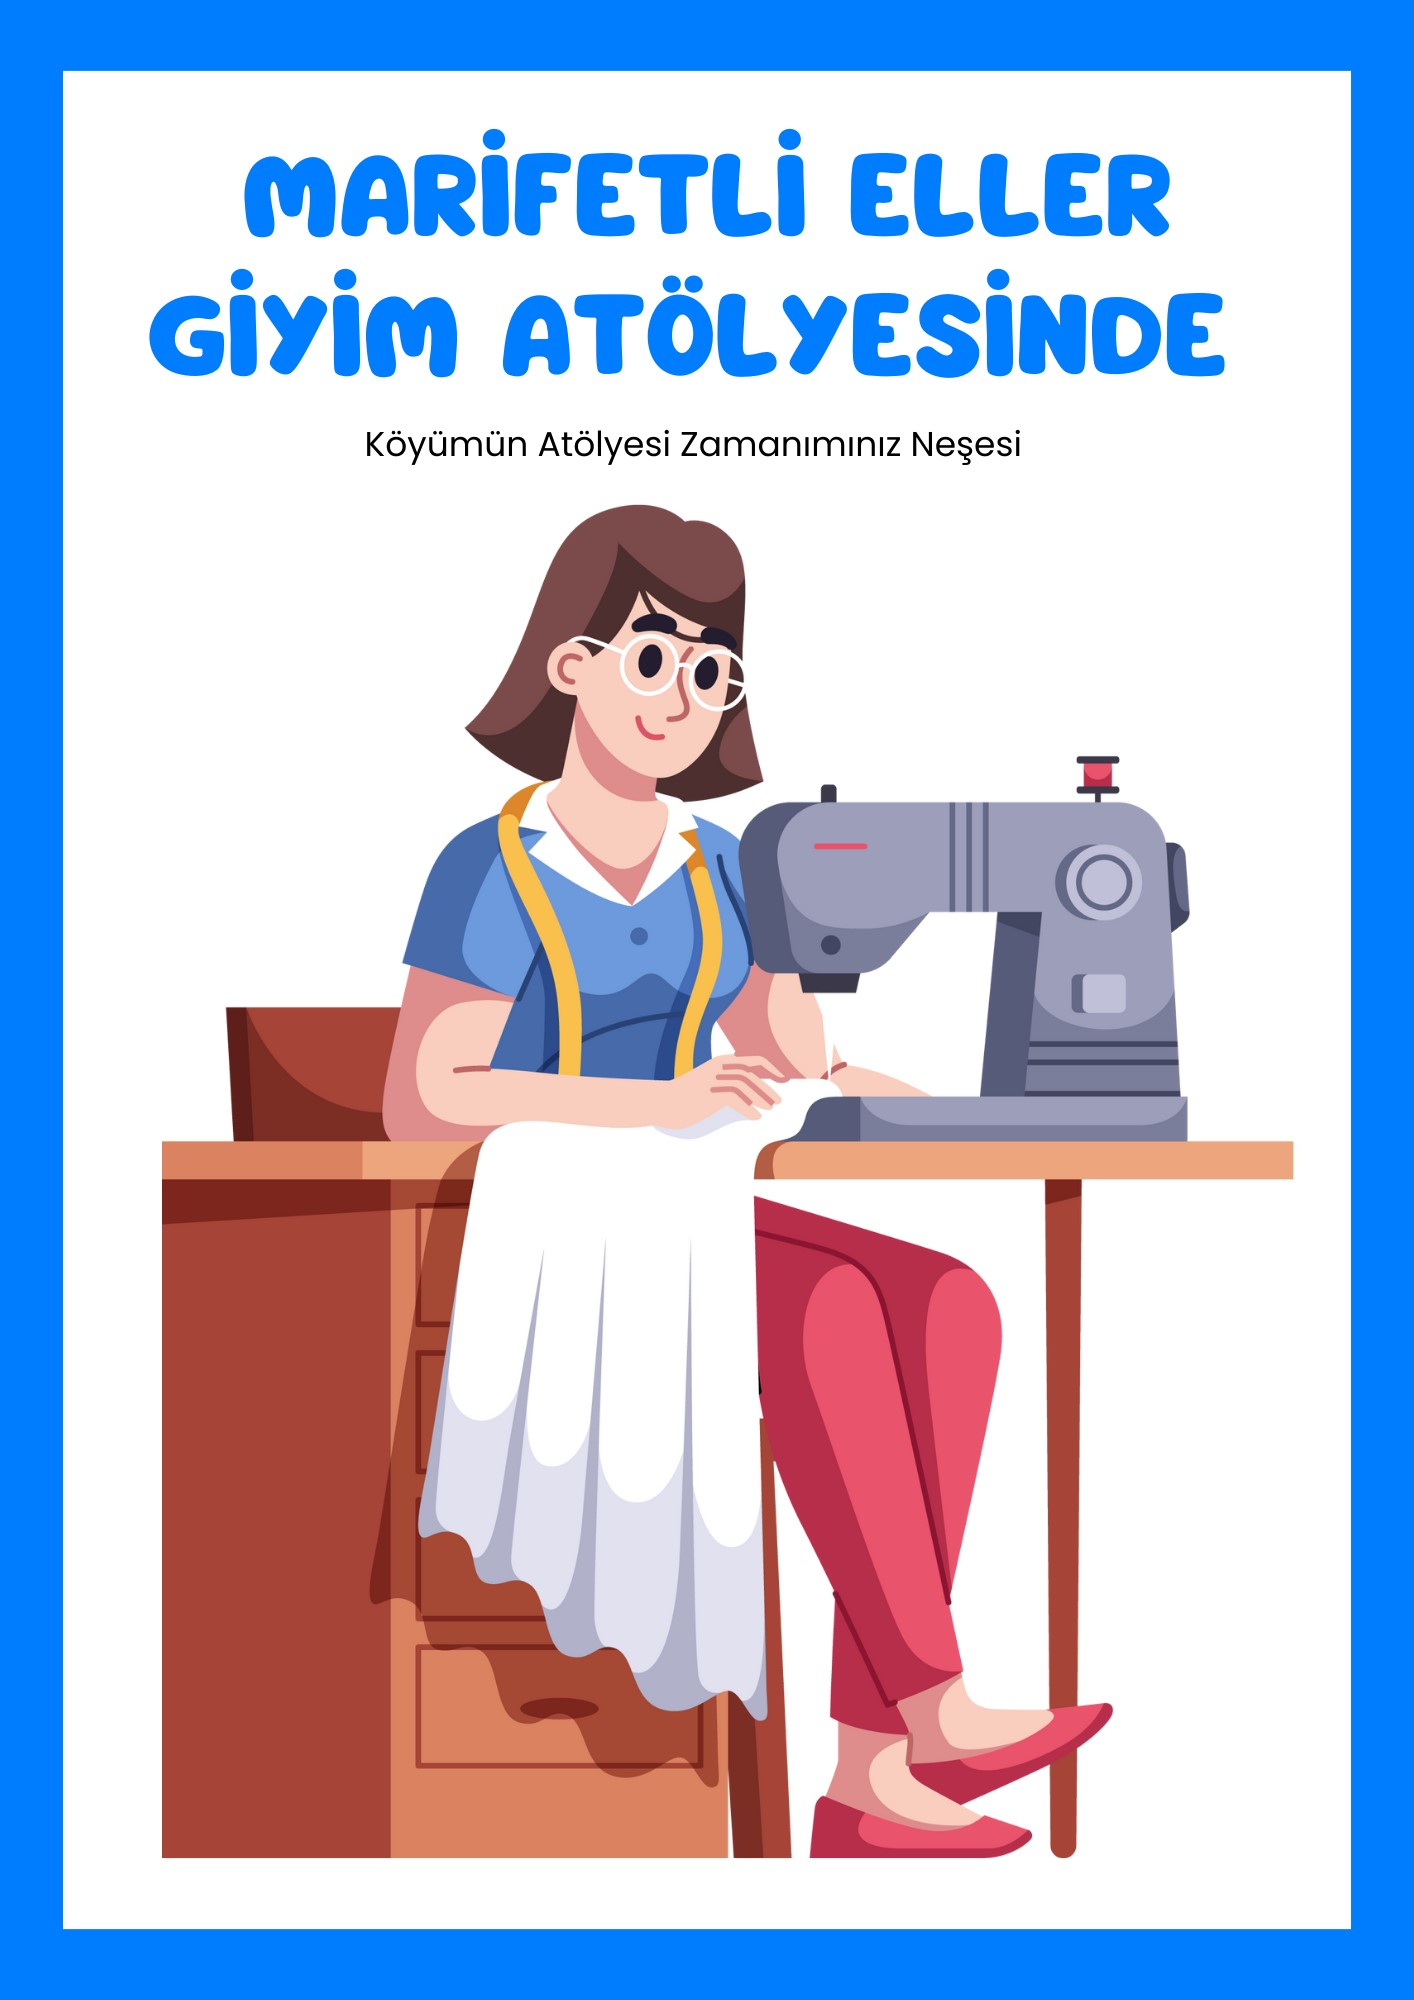 MARİFETLİ ELLER
GİYİM ATÖLYESİNDE
Köyümün Atölyesi Zamanımınız Neşesi